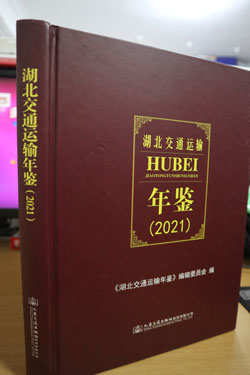 湖北交通运输年鉴(2021)
湖北交通运输
HUBEI
JIAOTONGYUNSHUNIANJIAN
年鉴
(2021)
《湖北交通运输年鉴》编辑委员会 编